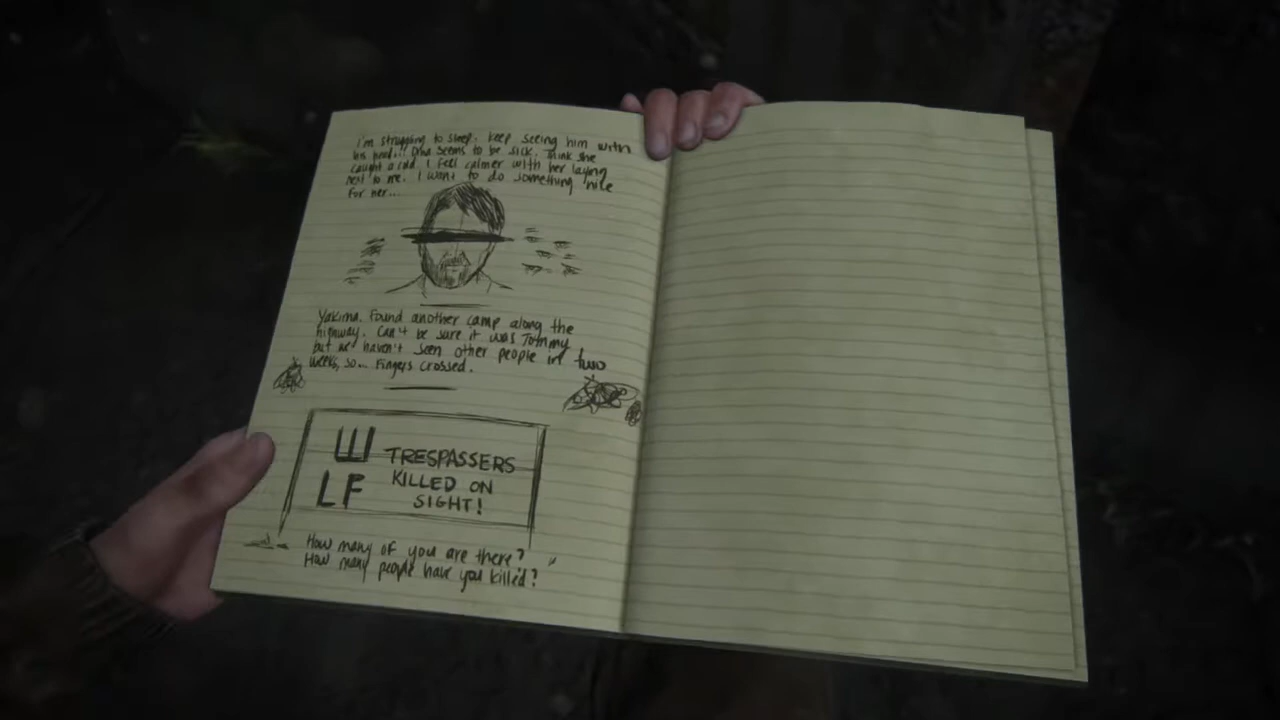 I'm struggling to sleep. Keep seeing him with
his head... Dina seems to be sick. Think she
caught a cold. I feel calmer with her laying
next to me. I want to do something nice
for her...
Yakima. Found another camp along the
highway. Can't be sure it was Tommy
but we haven't seen other people in two
weeks, so... Fingers crossed.
W TRESPASSERS
KILLED ON
LF SIGHT!
How many of you are there?
How many people have you killed?